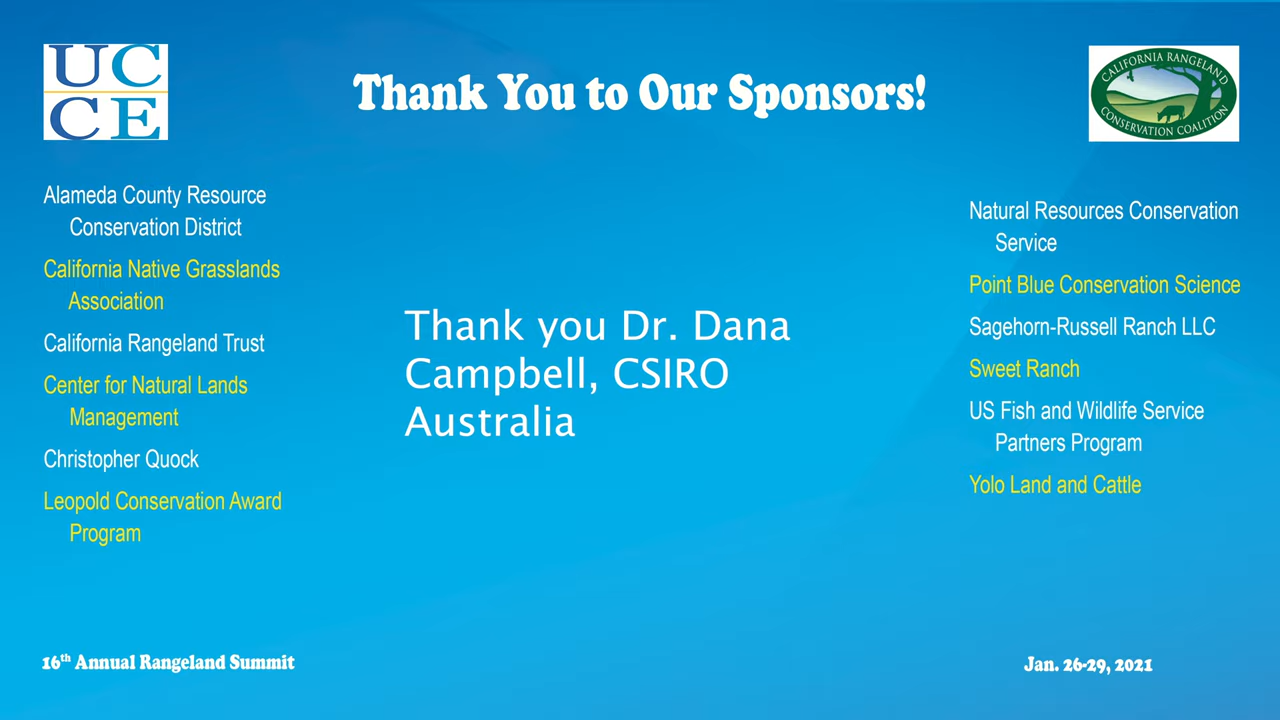 UC
CE
Thank You to Our Sponsors!
CALIFORNIA RANGELAND
CONSERVATION COALITION
Alameda County Resource
Conservation District
California Native Grasslands
Association
California Rangeland Trust
Center for Natural Lands
Management
Christopher Quock
Leopold Conservation Award
Program
Thank you Dr. Dana
Campbell, CSIRO
Australia
Natural Resources Conservation
Service
Point Blue Conservation Science
Sagehorn-Russell Ranch LLC
Sweet Ranch
US Fish and Wildlife Service
Partners Program
Yolo Land and Cattle
16th Annual Rangeland Summit
Jan. 26-29, 2021